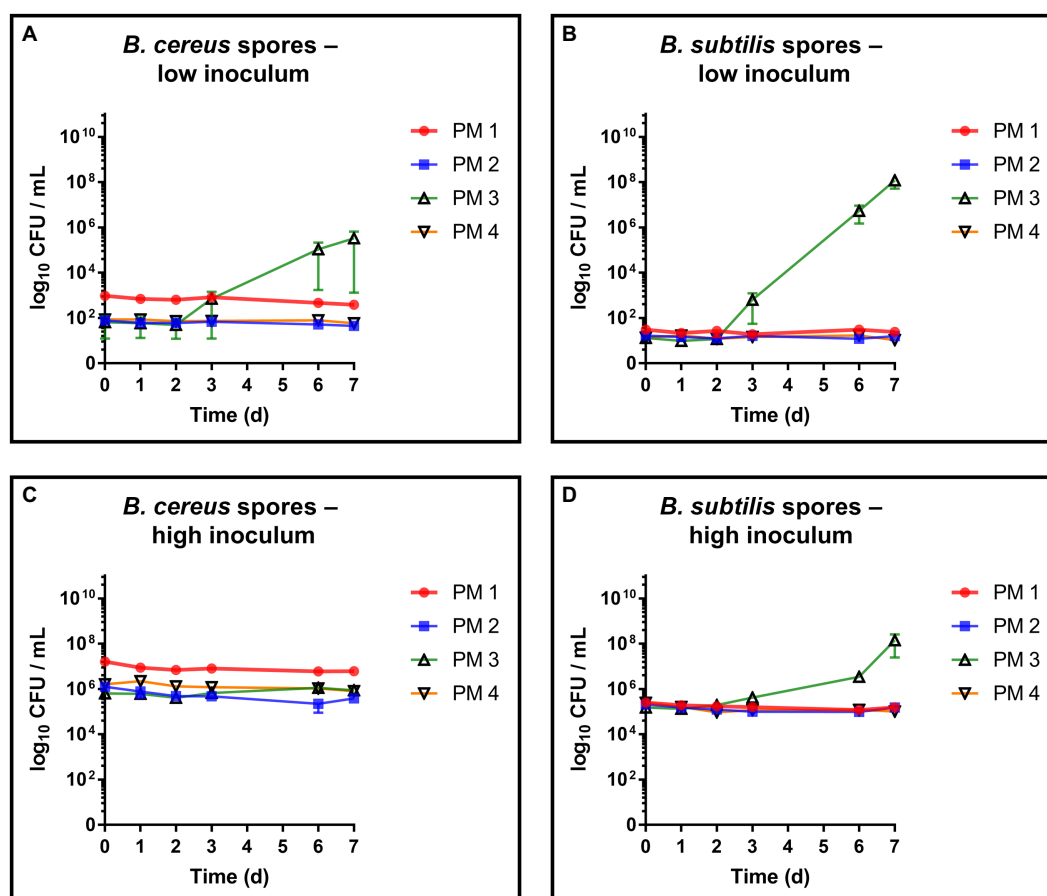 A
B. cereus spores –
low inoculum
log10 CFU / mL
10^10
10^8
10^6
10^4
10^2
0
0 1 2 3 4 5 6 7
Time (d)
PM 1
PM 2
PM 3
PM 4
B
B. subtilis spores –
low inoculum
log10 CFU / mL
10^10
10^8
10^6
10^4
10^2
0
0 1 2 3 4 5 6 7
Time (d)
PM 1
PM 2
PM 3
PM 4
C
B. cereus spores –
high inoculum
log10 CFU / mL
10^10
10^8
10^6
10^4
10^2
0
0 1 2 3 4 5 6 7
Time (d)
PM 1
PM 2
PM 3
PM 4
D
B. subtilis spores –
high inoculum
log10 CFU / mL
10^10
10^8
10^6
10^4
10^2
0
0 1 2 3 4 5 6 7
Time (d)
PM 1
PM 2
PM 3
PM 4